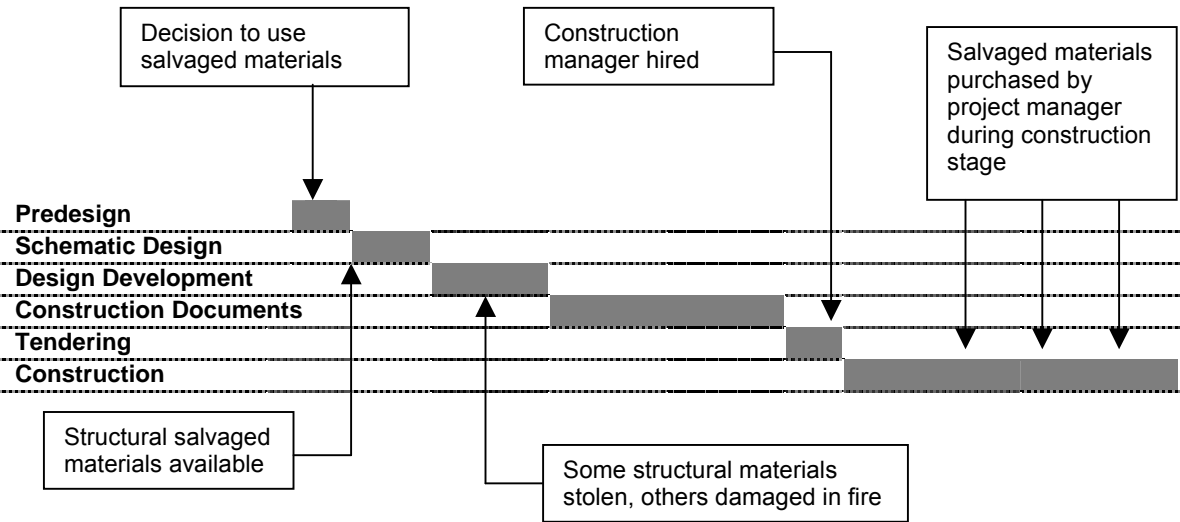 Decision to use
salvaged materials
Construction
manager hired
Salvaged materials
purchased by
project manager
during construction
stage
Predesign
Schematic Design
Design Development
Construction Documents
Tendering
Construction
Structural salvaged
materials available
Some structural materials
stolen, others damaged in fire